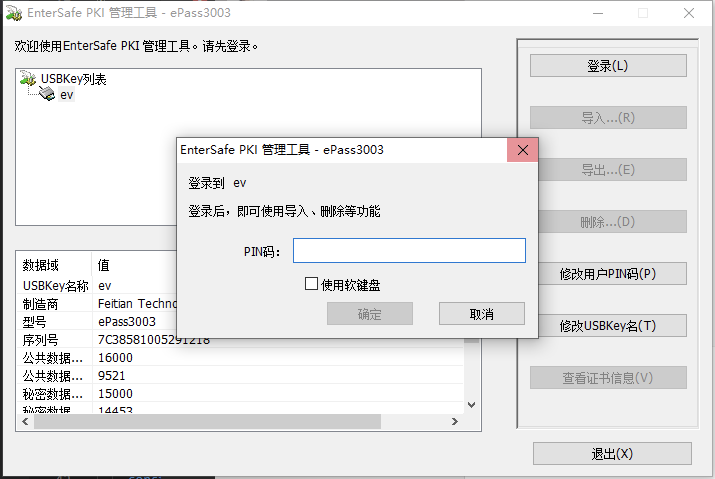 EnterSafe PKI 管理工具 - ePass3003
欢迎使用EnterSafe PKI 管理工具。请先登录。
USBKey列表
ev
登录(L)
导入...(R)
导出...(E)
删除...(D)
修改用户PIN码(P)
修改USBKey名(T)
查看证书信息(V)
退出(X)
EnterSafe PKI 管理工具 - ePass3003
登录到 ev
登录后，即可使用导入、删除等功能
PIN码：
使用软键盘
确定 取消
数据域 值
USBKey名称 ev
制造商 Feitian Techno
型号 ePass3003
序列号 7C38581005291218
公共数据... 16000
公共数据... 9521
秘密数据... 15000
秘密数据 14453